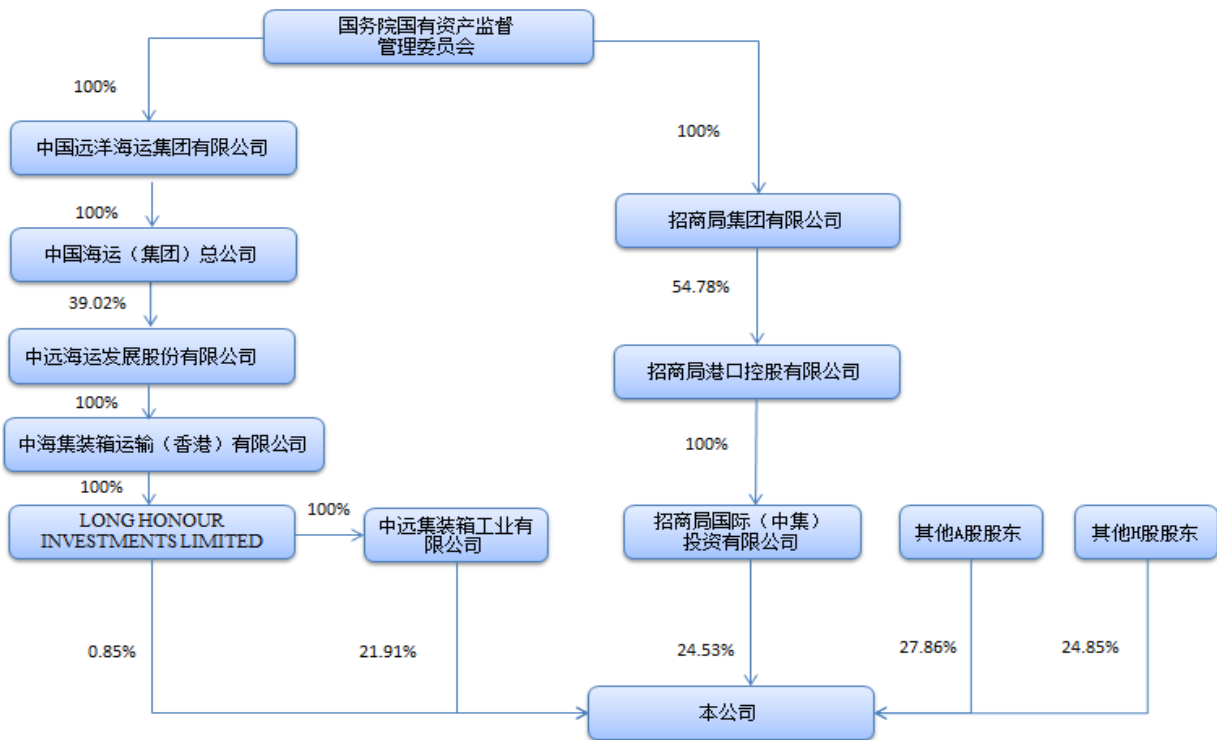 国务院国有资产监督
管理委员会
100%
100%
中国远洋海运集团有限公司
100%
招商局集团有限公司
中国海运（集团）总公司
39.02%
54.78%
中远海运发展股份有限公司
招商局港口控股有限公司
100%
中海集装箱运输（香港）有限公司
100%
100%
LONG HONOUR
INVESTMENTS LIMITED
100%
中远集装箱工业有
限公司
招商局国际（中集）
投资有限公司
其他A股股东
其他H股股东
0.85%
21.91%
24.53%
27.86%
24.85%
本公司